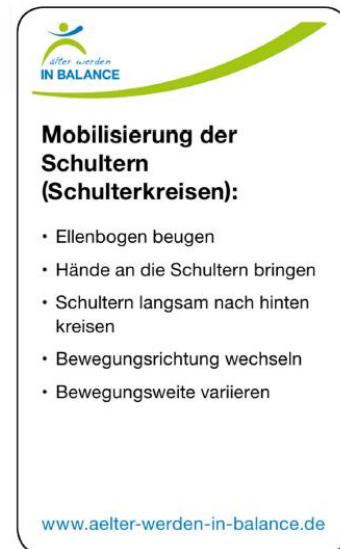 älter werden
IN BALANCE
Mobilisierung der
Schultern
(Schulterkreisen):
• Ellenbogen beugen
• Hände an die Schultern bringen
• Schultern langsam nach hinten
kreisen
• Bewegungsrichtung wechseln
• Bewegungsweite variieren
www.aelter-werden-in-balance.de